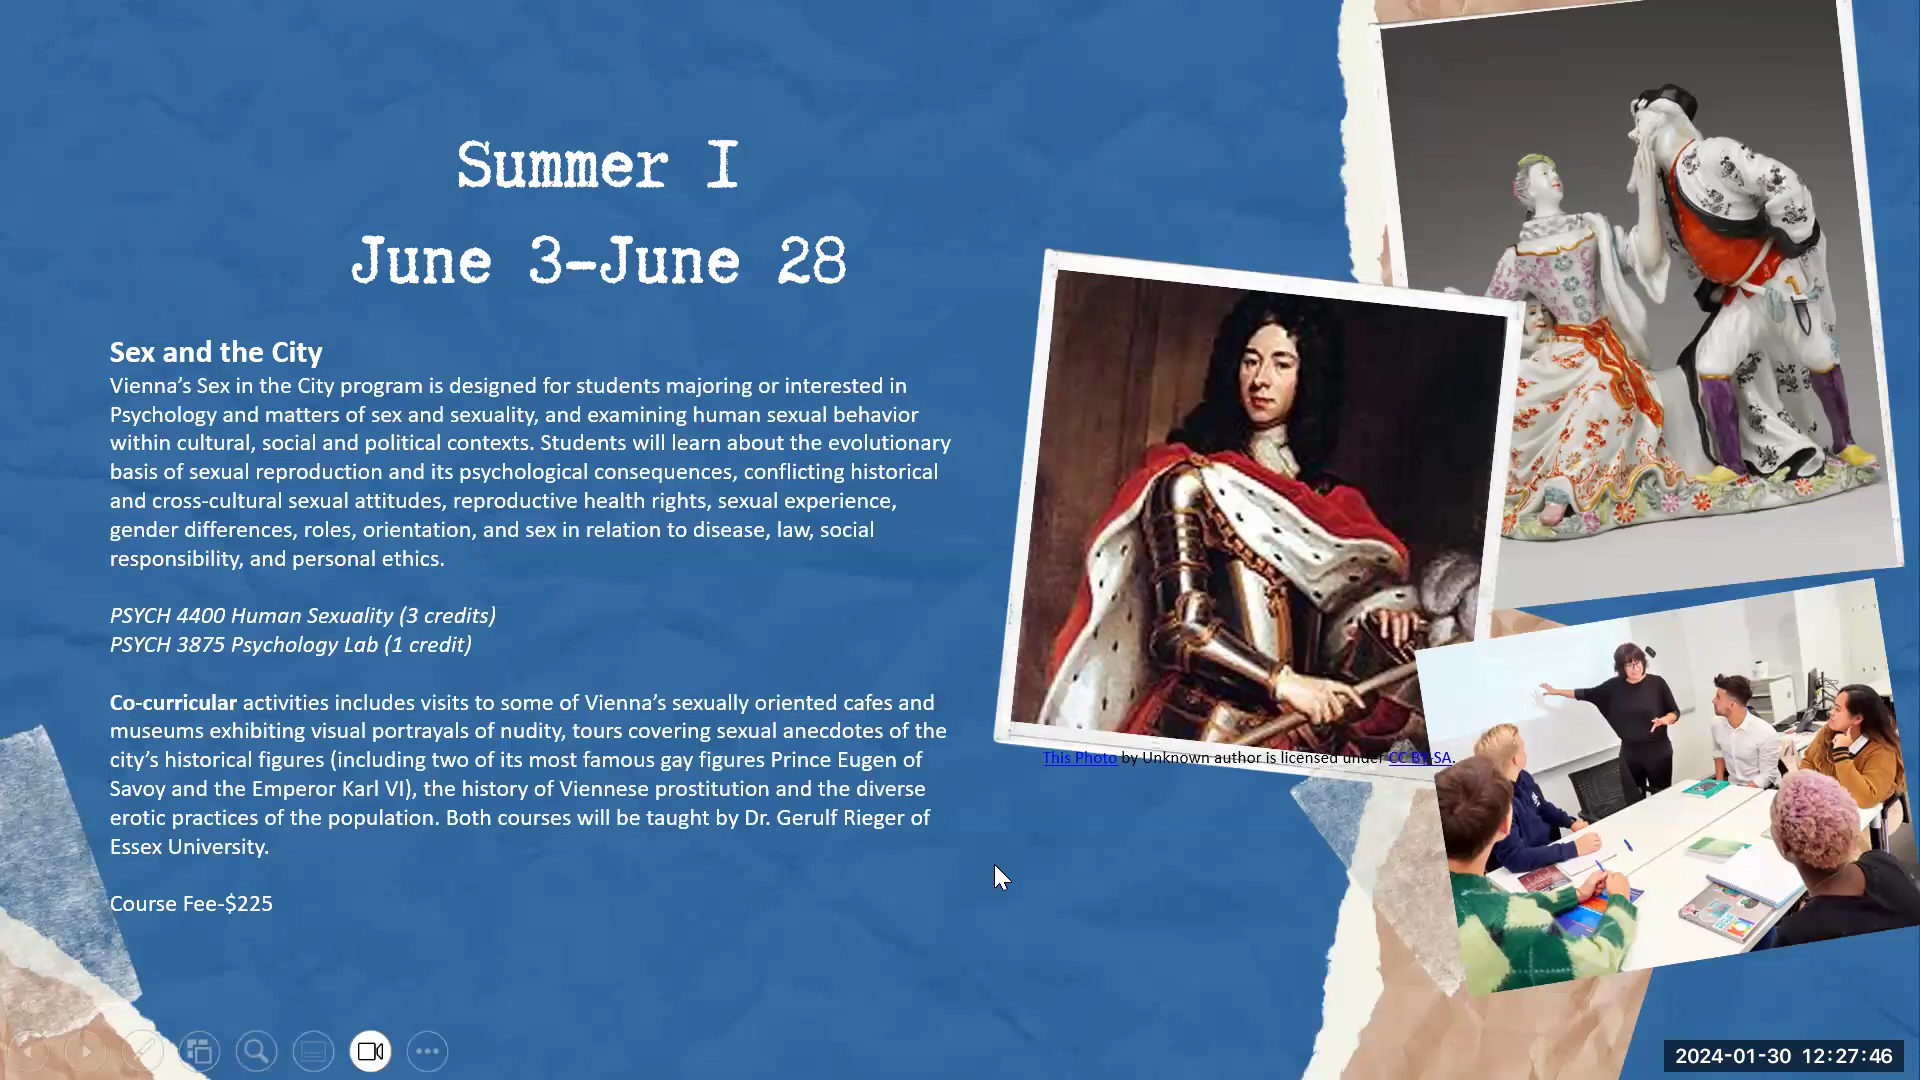 Summer I
June 3-June 28
Sex and the City
Vienna’s Sex in the City program is designed for students majoring or interested in
Psychology and matters of sex and sexuality, and examining human sexual behavior
within cultural, social and political contexts. Students will learn about the evolutionary
basis of sexual reproduction and its psychological consequences, conflicting historical
and cross-cultural sexual attitudes, reproductive health rights, sexual experience,
gender differences, roles, orientation, and sex in relation to disease, law, social
responsibility, and personal ethics.
PSYCH 4400 Human Sexuality (3 credits)
PSYCH 3875 Psychology Lab (1 credit)
Co-curricular activities includes visits to some of Vienna’s sexually oriented cafes and
museums exhibiting visual portrayals of nudity, tours covering sexual anecdotes of the
city’s historical figures (including two of its most famous gay figures Prince Eugen of
Savoy and the Emperor Karl VI), the history of Viennese prostitution and the diverse
erotic practices of the population. Both courses will be taught by Dr. Gerulf Rieger of
Essex University.
Course Fee-$225
This Photo by Unknown author is licensed under CC BY-SA.
2024-01-30 12:27:46